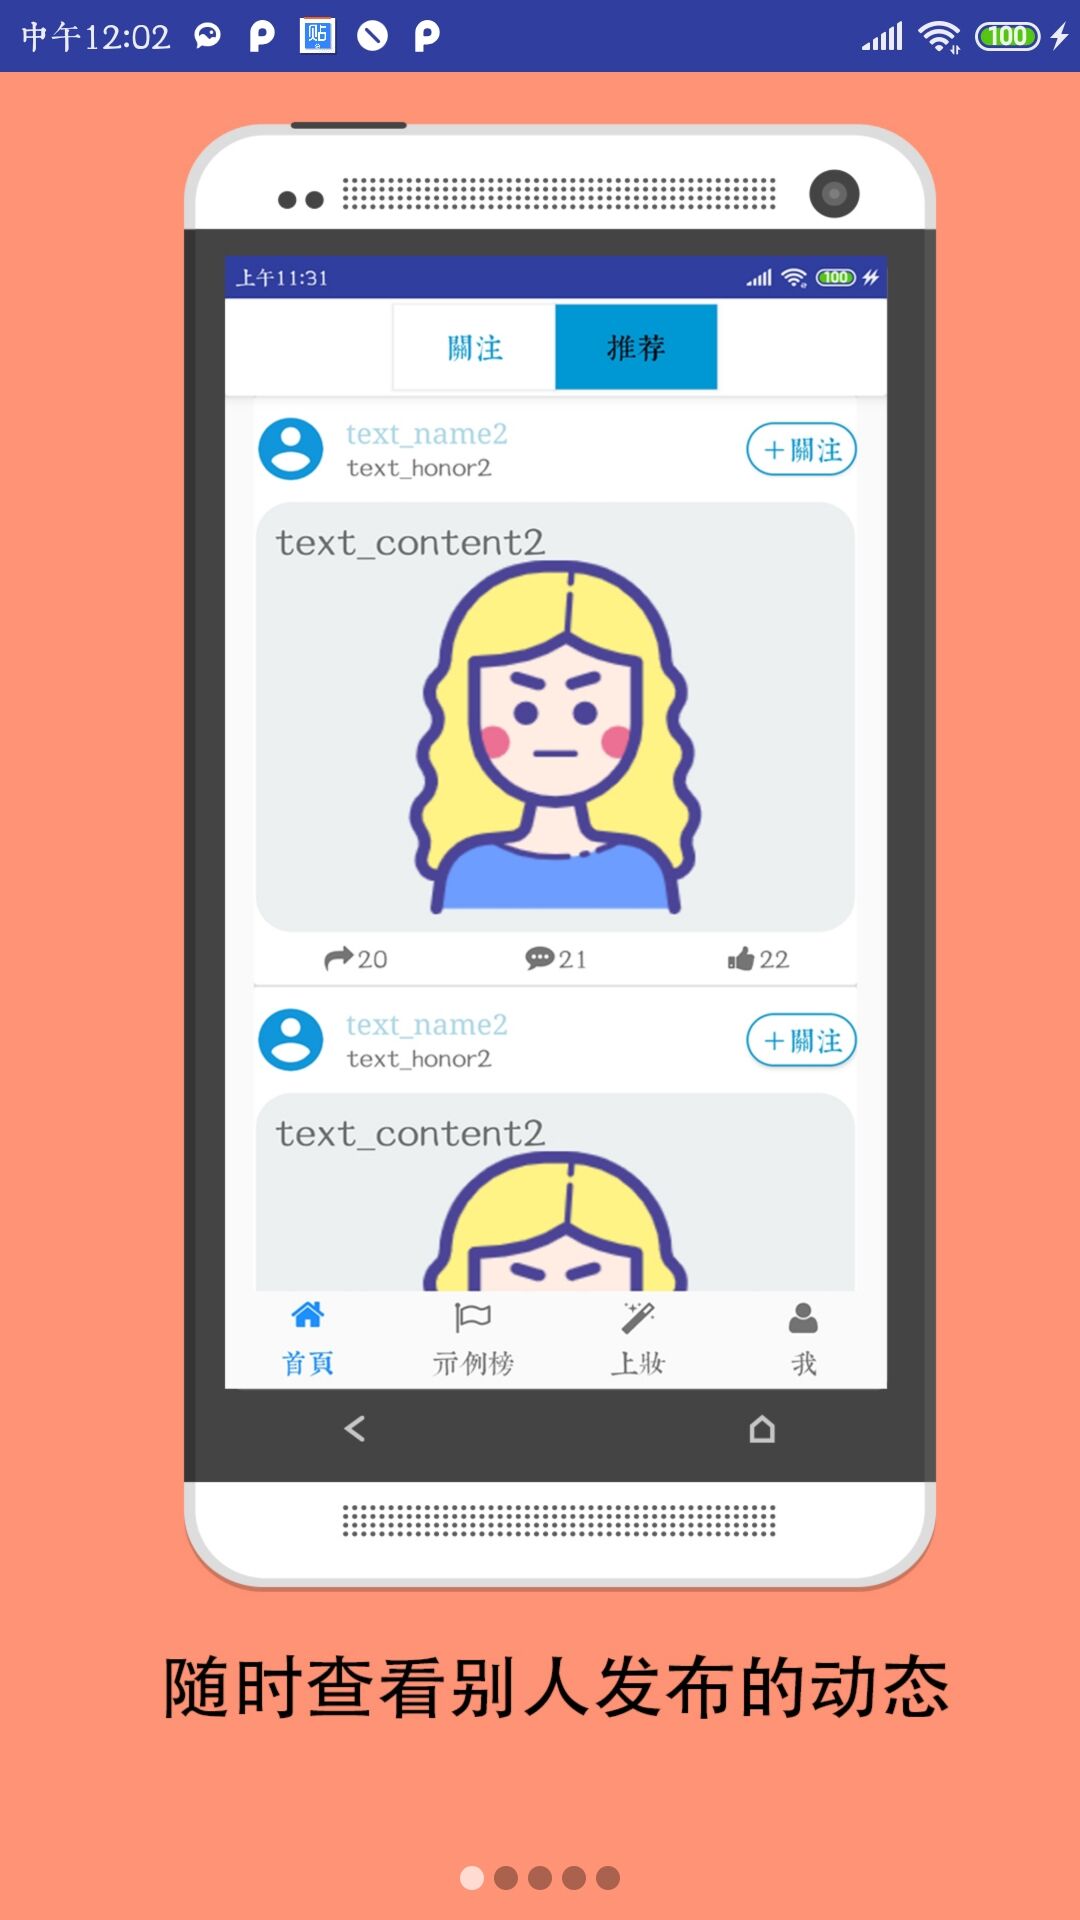 中午12:02
贴
100
上午11:31
100
關注
推荐
text_name2
text_honor2
+關注
text_content2
20
21
22
text_name2
text_honor2
+關注
text_content2
首頁
示例榜
上妝
我
随时查看别人发布的动态